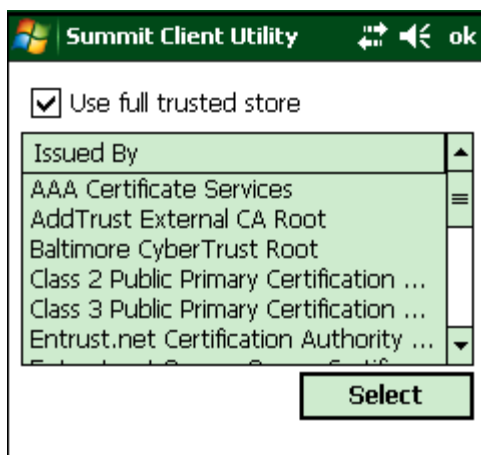 Summit Client Utility ok
Use full trusted store
Issued By
AAA Certificate Services
AddTrust External CA Root
Baltimore CyberTrust Root
Class 2 Public Primary Certification ...
Class 3 Public Primary Certification ...
Entrust.net Certification Authority ...
Select